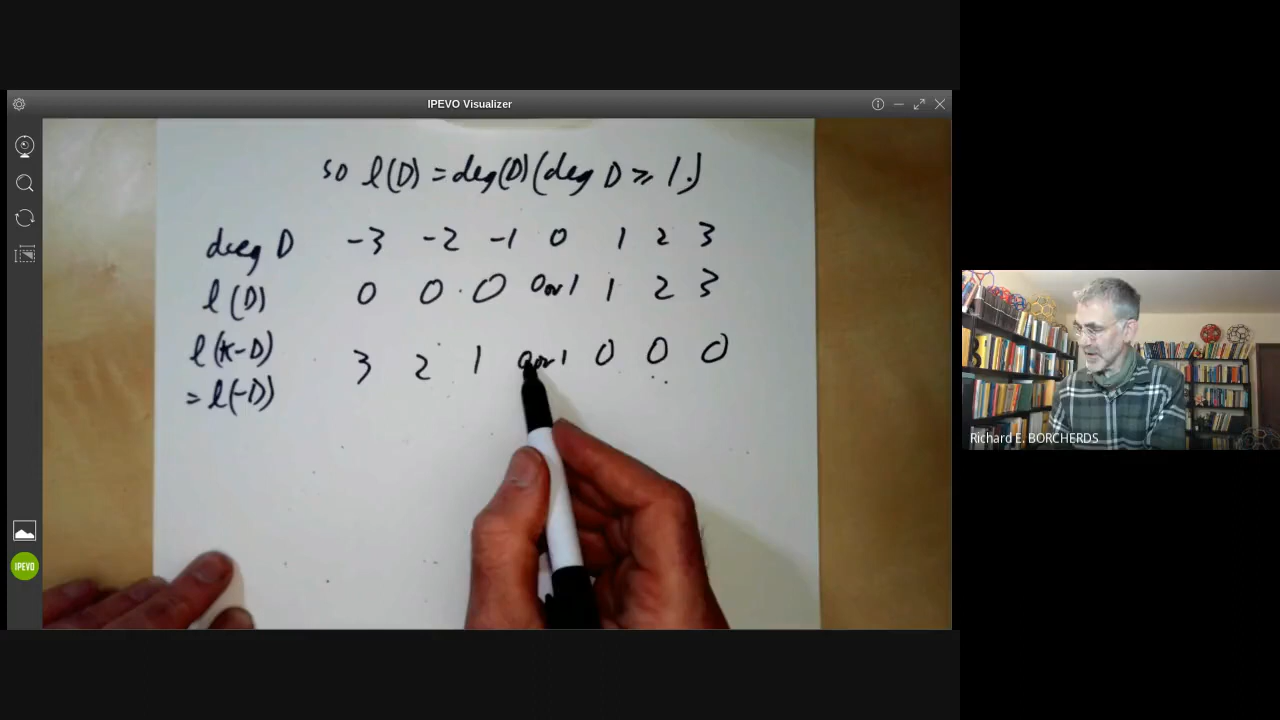 IPEVO Visualizer
so l(D) = deg(D) (deg D ⩾ 1.)
deg D -3 -2 -1 0 1 2 3
l(D) 0 0 0 0 or 1 1 2 3
l(K-D) 3 2 1 0 or 1 0 0 0
= l(-D)
IPEVO
Richard E. BORCHERDS